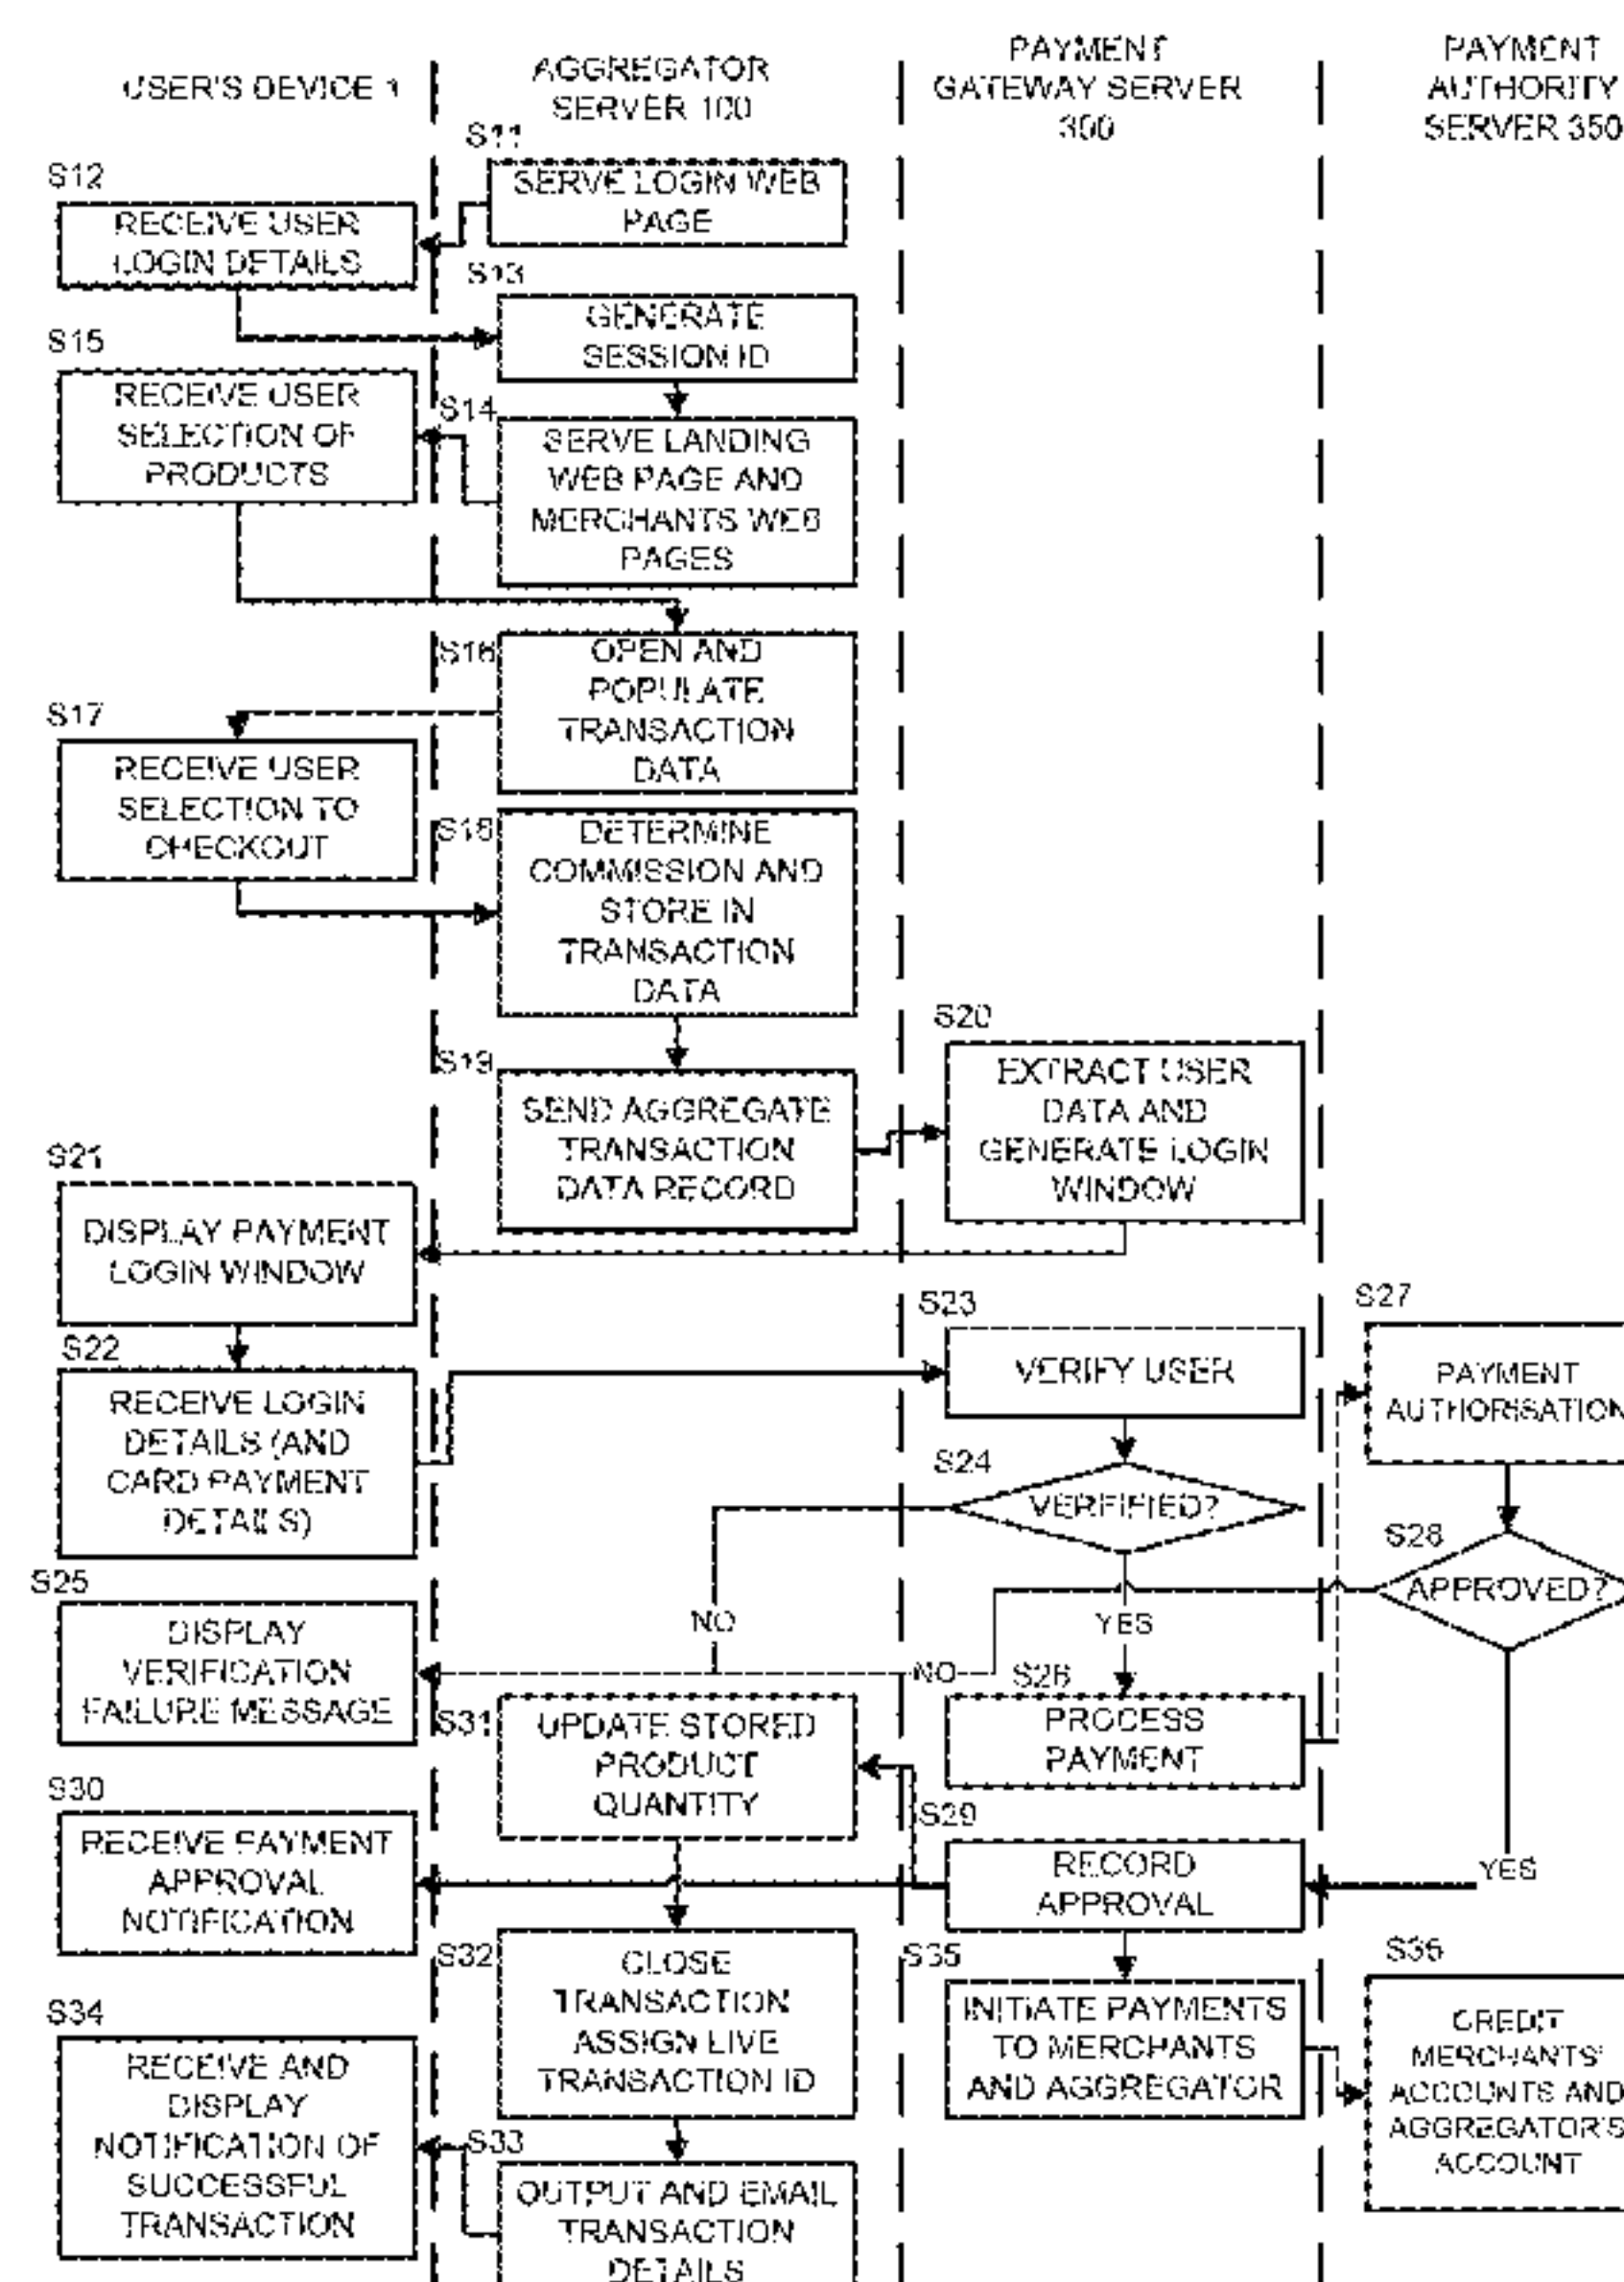 USER'S DEVICE 1
AGGREGATOR
SERVER 100
PAYMENT
GATEWAY SERVER
300
PAYMENT
AUTHORITY
SERVER 350
S11
SERVE LOGIN WEB
PAGE
S12
RECEIVE USER
LOGIN DETAILS
S13
GENERATE
SESSION ID
S14
SERVE LANDING
WEB PAGE AND
MERCHANTS WEB
PAGES
S15
RECEIVE USER
SELECTION OF
PRODUCTS
S16
OPEN AND
POPULATE
TRANSACTION
DATA
S17
RECEIVE USER
SELECTION TO
CHECKOUT
S18
DETERMINE
COMMISSION AND
STORE IN
TRANSACTION
DATA
S19
SEND AGGREGATE
TRANSACTION
DATA RECORD
S20
EXTRACT USER
DATA AND
GENERATE LOGIN
WINDOW
S21
DISPLAY PAYMENT
LOGIN WINDOW
S22
RECEIVE LOGIN
DETAILS (AND
CARD PAYMENT
DETAILS)
S23
VERIFY USER
S24
VERIFIED?
NO
YES
S25
DISPLAY
VERIFICATION
FAILURE MESSAGE
S26
PROCESS
PAYMENT
S27
PAYMENT
AUTHORISATION
S28
APPROVED?
NO
YES
S29
RECORD
APPROVAL
S30
RECEIVE PAYMENT
APPROVAL
NOTIFICATION
S31
UPDATE STORED
PRODUCT
QUANTITY
S32
CLOSE
TRANSACTION
ASSIGN LIVE
TRANSACTION ID
S33
OUTPUT AND EMAIL
TRANSACTION
DETAILS
S34
RECEIVE AND
DISPLAY
NOTIFICATION OF
SUCCESSFUL
TRANSACTION
S35
INITIATE PAYMENTS
TO MERCHANTS
AND AGGREGATOR
S36
CREDIT
MERCHANTS'
ACCOUNTS AND
AGGREGATOR'S
ACCOUNT